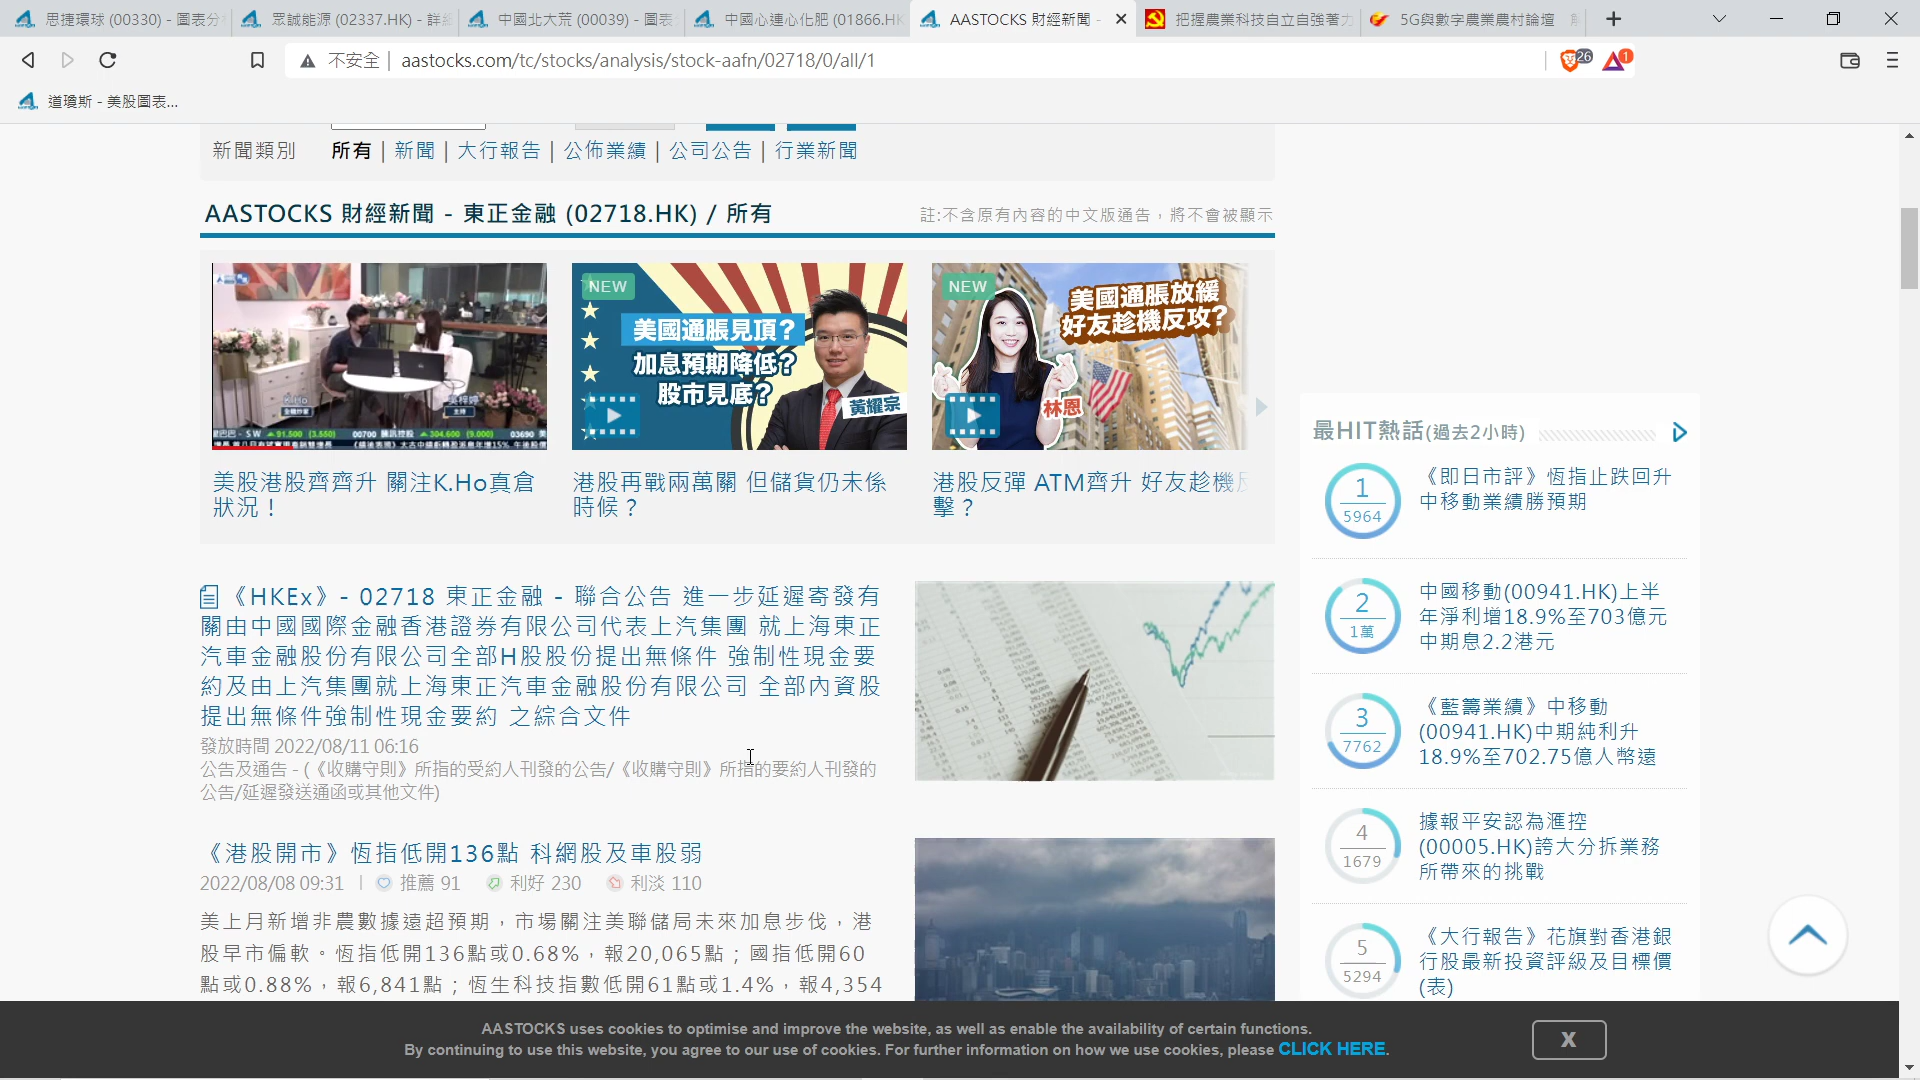 思捷環球 (00330) - 圖表分
眾誠能源 (02337.HK) - 詳細
中國北大荒 (00039) - 圖表
中國心連心化肥 (01866.HK
AASTOCKS 財經新聞 -
把握農業科技自立自強著力
5G與數字農業農村論壇
不安全
aastocks.com/tc/stocks/analysis/stock-aafn/02718/0/all/1
26
1
道瓊斯 - 美股圖表...
新聞類別 所有 | 新聞 | 大行報告 | 公佈業績 | 公司公告 | 行業新聞
AASTOCKS 財經新聞 - 東正金融 (02718.HK) / 所有
註:不含原有內容的中文版通告，將不會被顯示
K.Ho
主持
91.500 (3.550) 00700 騰訊控股 304.600 (9.000) 03690
NEW
美國通脹見頂?
加息預期降低?
股市見底?
黃耀宗
NEW
美國通脹放緩
好友趁機反攻?
林恩
美股港股齊齊升 關注K.Ho真倉
狀況！
港股再戰兩萬關 但儲貨仍未係
時候？
港股反彈 ATM齊升 好友趁機反
擊？
《HKEx》- 02718 東正金融 - 聯合公告 進一步延遲寄發有
關由中國國際金融香港證券有限公司代表上汽集團 就上海東正
汽車金融股份有限公司全部H股股份提出無條件 強制性現金要
約及由上汽集團就上海東正汽車金融股份有限公司 全部內資股
提出無條件強制性現金要約 之綜合文件
發放時間 2022/08/11 06:16
公告及通告 - (《收購守則》所指的受約人刊發的公告/《收購守則》所指的要約人刊發的
公告/延遲發送通函或其他文件)
《港股開市》恆指低開136點 科網股及車股弱
2022/08/08 09:31 | 推薦 91 利好 230 利淡 110
美上月新增非農數據遠超預期，市場關注美聯儲局未來加息步伐，港
股早市偏軟。恆指低開136點或0.68%，報20,065點；國指低開60
點或0.88%，報6,841點；恆生科技指數低開61點或1.4%，報4,354
最HIT熱話(過去2小時)
1
5964
《即日市評》恆指止跌回升
中移動業績勝預期
2
1萬
中國移動(00941.HK)上半
年淨利增18.9%至703億元
中期息2.2港元
3
7762
《藍籌業績》中移動
(00941.HK)中期純利升
18.9%至702.75億人幣遠
4
1679
據報平安認為滙控
(00005.HK)誇大分拆業務
所帶來的挑戰
5
5294
《大行報告》花旗對香港銀
行股最新投資評級及目標價
(表)
AASTOCKS uses cookies to optimise and improve the website, as well as enable the availability of certain functions.
By continuing to use this website, you agree to our use of cookies. For further information on how we use cookies, please CLICK HERE.
X